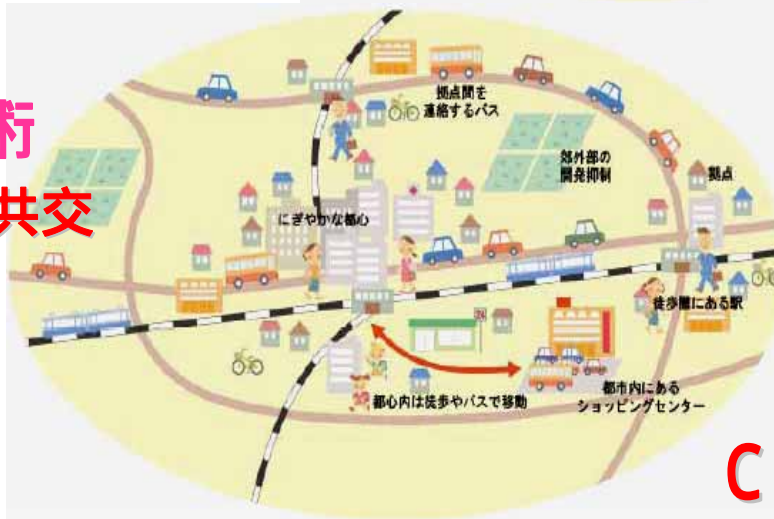 術
共交
拠点間を
連絡するバス
郊外部の
開発抑制
拠点
にぎやかな都心
徒歩圏にある駅
24
都市内にある
ショッピングセンター
都心内は徒歩やバスで移動
C